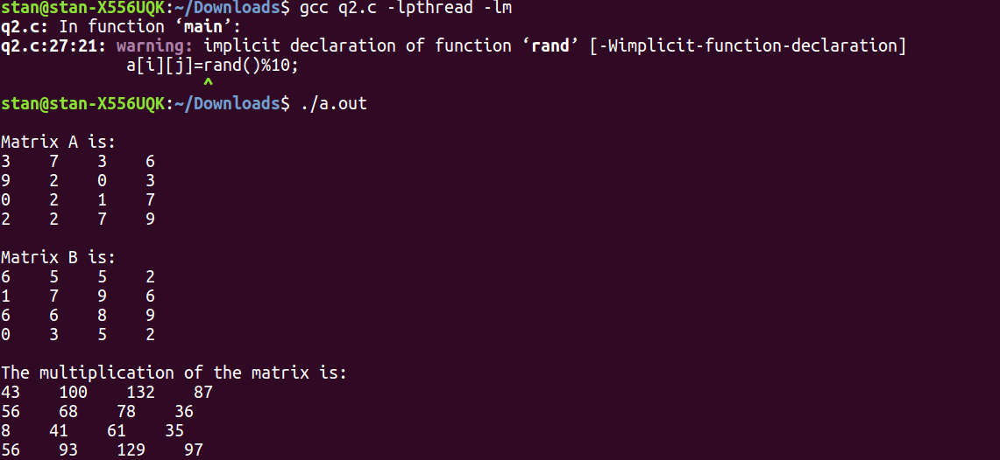 stan@stan-X556UQK:~/Downloads$ gcc q2.c -lpthread -lm
q2.c: In function ‘main’:
q2.c:27:21: warning: implicit declaration of function ‘rand’ [-Wimplicit-function-declaration]
a[i][j]=rand()%10;
^
stan@stan-X556UQK:~/Downloads$ ./a.out
Matrix A is:
3 7 3 6
9 2 0 3
0 2 1 7
2 2 7 9
Matrix B is:
6 5 5 2
1 7 9 6
6 6 8 9
0 3 5 2
The multiplication of the matrix is:
43 100 132 87
56 68 78 36
8 41 61 35
56 93 129 97